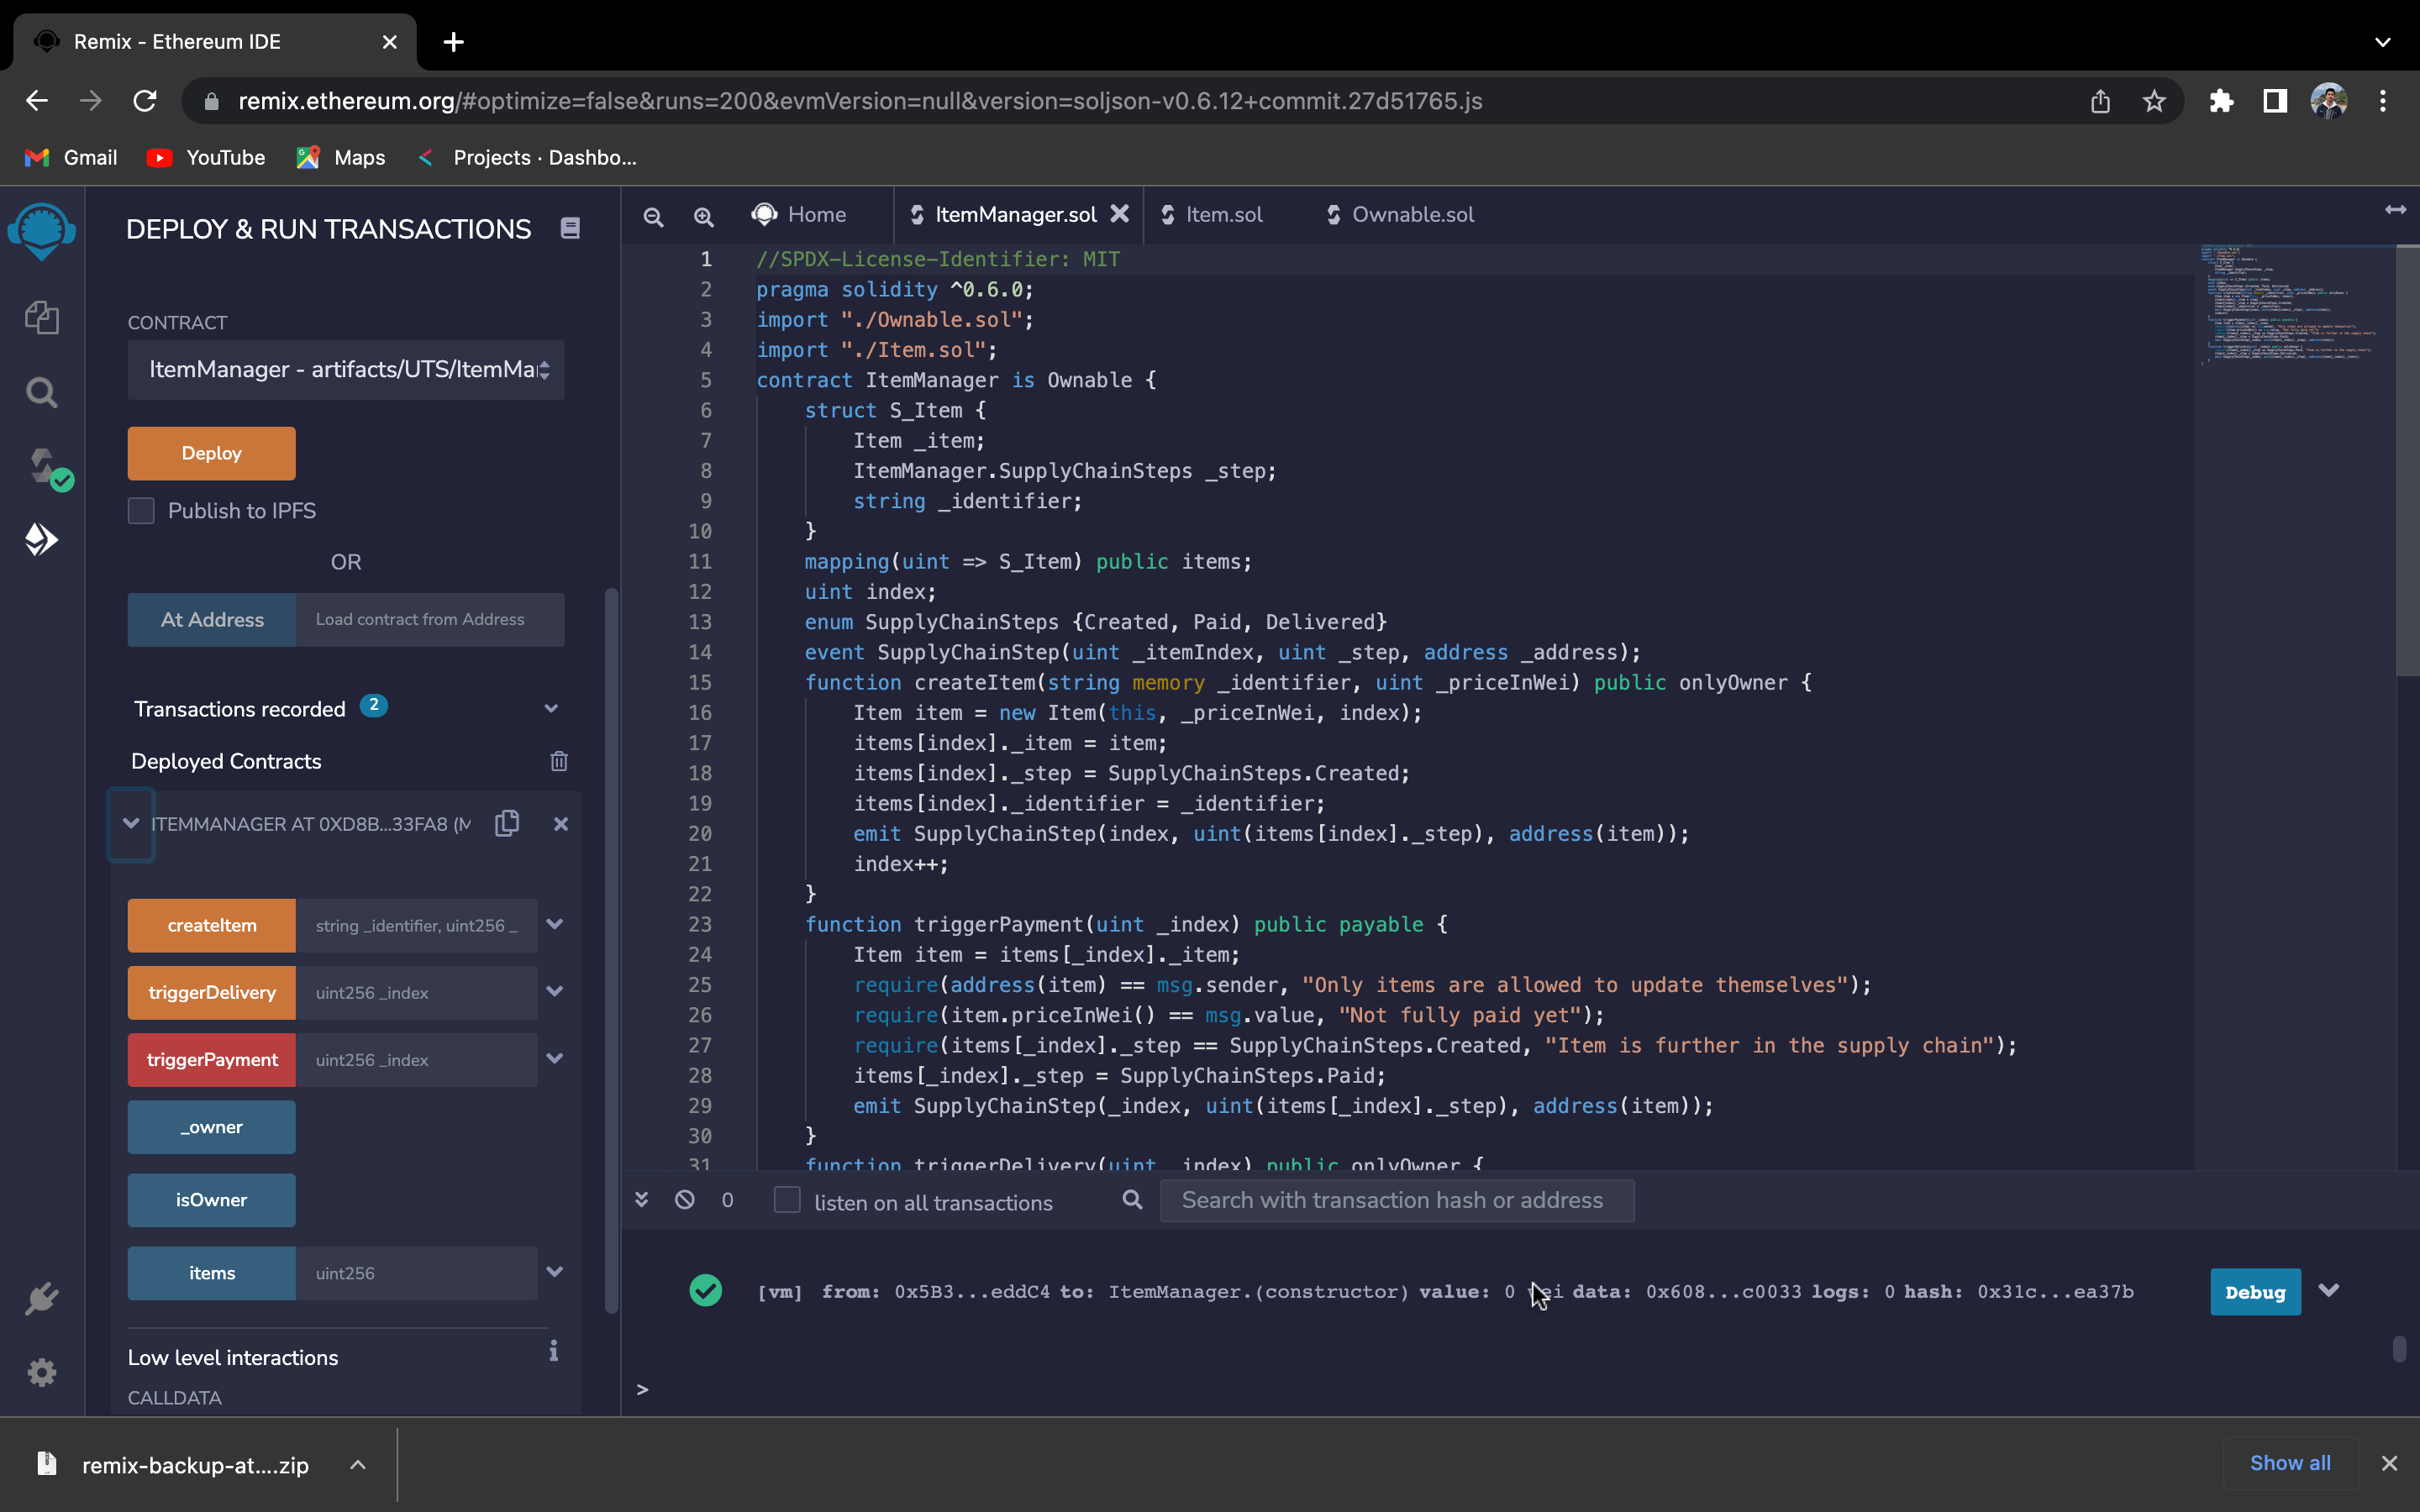 Remix - Ethereum IDE
remix.ethereum.org/#optimize=false&runs=200&evmVersion=null&version=soljson-v0.6.12+commit.27d51765.js
Gmail YouTube Maps Projects · Dashbo...
DEPLOY & RUN TRANSACTIONS
CONTRACT
ItemManager - artifacts/UTS/ItemMa
Deploy
Publish to IPFS
OR
At Address Load contract from Address
Transactions recorded 2
Deployed Contracts
ITEMMANAGER AT 0XD8B...33FA8 (M
createItem string _identifier, uint256 _
triggerDelivery uint256 _index
triggerPayment uint256 _index
_owner
isOwner
items uint256
Low level interactions
CALLDATA
Home ItemManager.sol Item.sol Ownable.sol
1 //SPDX-License-Identifier: MIT
2 pragma solidity ^0.6.0;
3 import "./Ownable.sol";
4 import "./Item.sol";
5 contract ItemManager is Ownable {
6 struct S_Item {
7 Item _item;
8 ItemManager.SupplyChainSteps _step;
9 string _identifier;
10 }
11 mapping(uint => S_Item) public items;
12 uint index;
13 enum SupplyChainSteps {Created, Paid, Delivered}
14 event SupplyChainStep(uint _itemIndex, uint _step, address _address);
15 function createItem(string memory _identifier, uint _priceInWei) public onlyOwner {
16 Item item = new Item(this, _priceInWei, index);
17 items[index]._item = item;
18 items[index]._step = SupplyChainSteps.Created;
19 items[index]._identifier = _identifier;
20 emit SupplyChainStep(index, uint(items[index]._step), address(item));
21 index++;
22 }
23 function triggerPayment(uint _index) public payable {
24 Item item = items[_index]._item;
25 require(address(item) == msg.sender, "Only items are allowed to update themselves");
26 require(item.priceInWei() == msg.value, "Not fully paid yet");
27 require(items[_index]._step == SupplyChainSteps.Created, "Item is further in the supply chain");
28 items[_index]._step = SupplyChainSteps.Paid;
29 emit SupplyChainStep(_index, uint(items[_index]._step), address(item));
30 }
31 function triggerDelivery(uint _index) public onlyOwner {
0 listen on all transactions Search with transaction hash or address
[vm] from: 0x5B3...eddC4 to: ItemManager.(constructor) value: 0 wei data: 0x608...c0033 logs: 0 hash: 0x31c...ea37b Debug
>
remix-backup-at....zip Show all